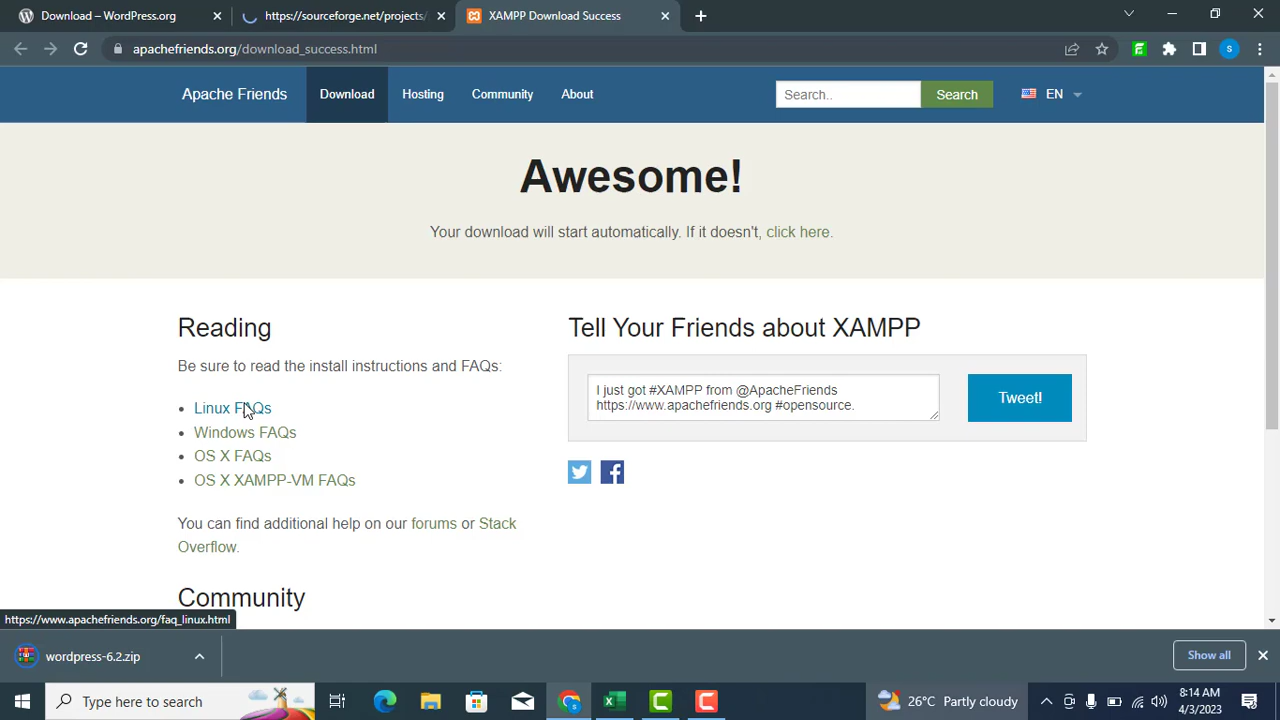 Download – WordPress.org
https://sourceforge.net/projects/
XAMPP Download Success
apachefriends.org/download_success.html
S
Apache Friends
Download
Hosting
Community
About
Search..
Search
EN
Awesome!
Your download will start automatically. If it doesn't, click here.
Reading
Be sure to read the install instructions and FAQs:
• Linux FAQs
• Windows FAQs
• OS X FAQs
• OS X XAMPP-VM FAQs
You can find additional help on our forums or Stack
Overflow.
Community
Tell Your Friends about XAMPP
I just got #XAMPP from @ApacheFriends
https://www.apachefriends.org #opensource.
Tweet!
https://www.apachefriends.org/faq_linux.html
wordpress-6.2.zip
Show all
Type here to search
26°C Partly cloudy
8:14 AM
4/3/2023